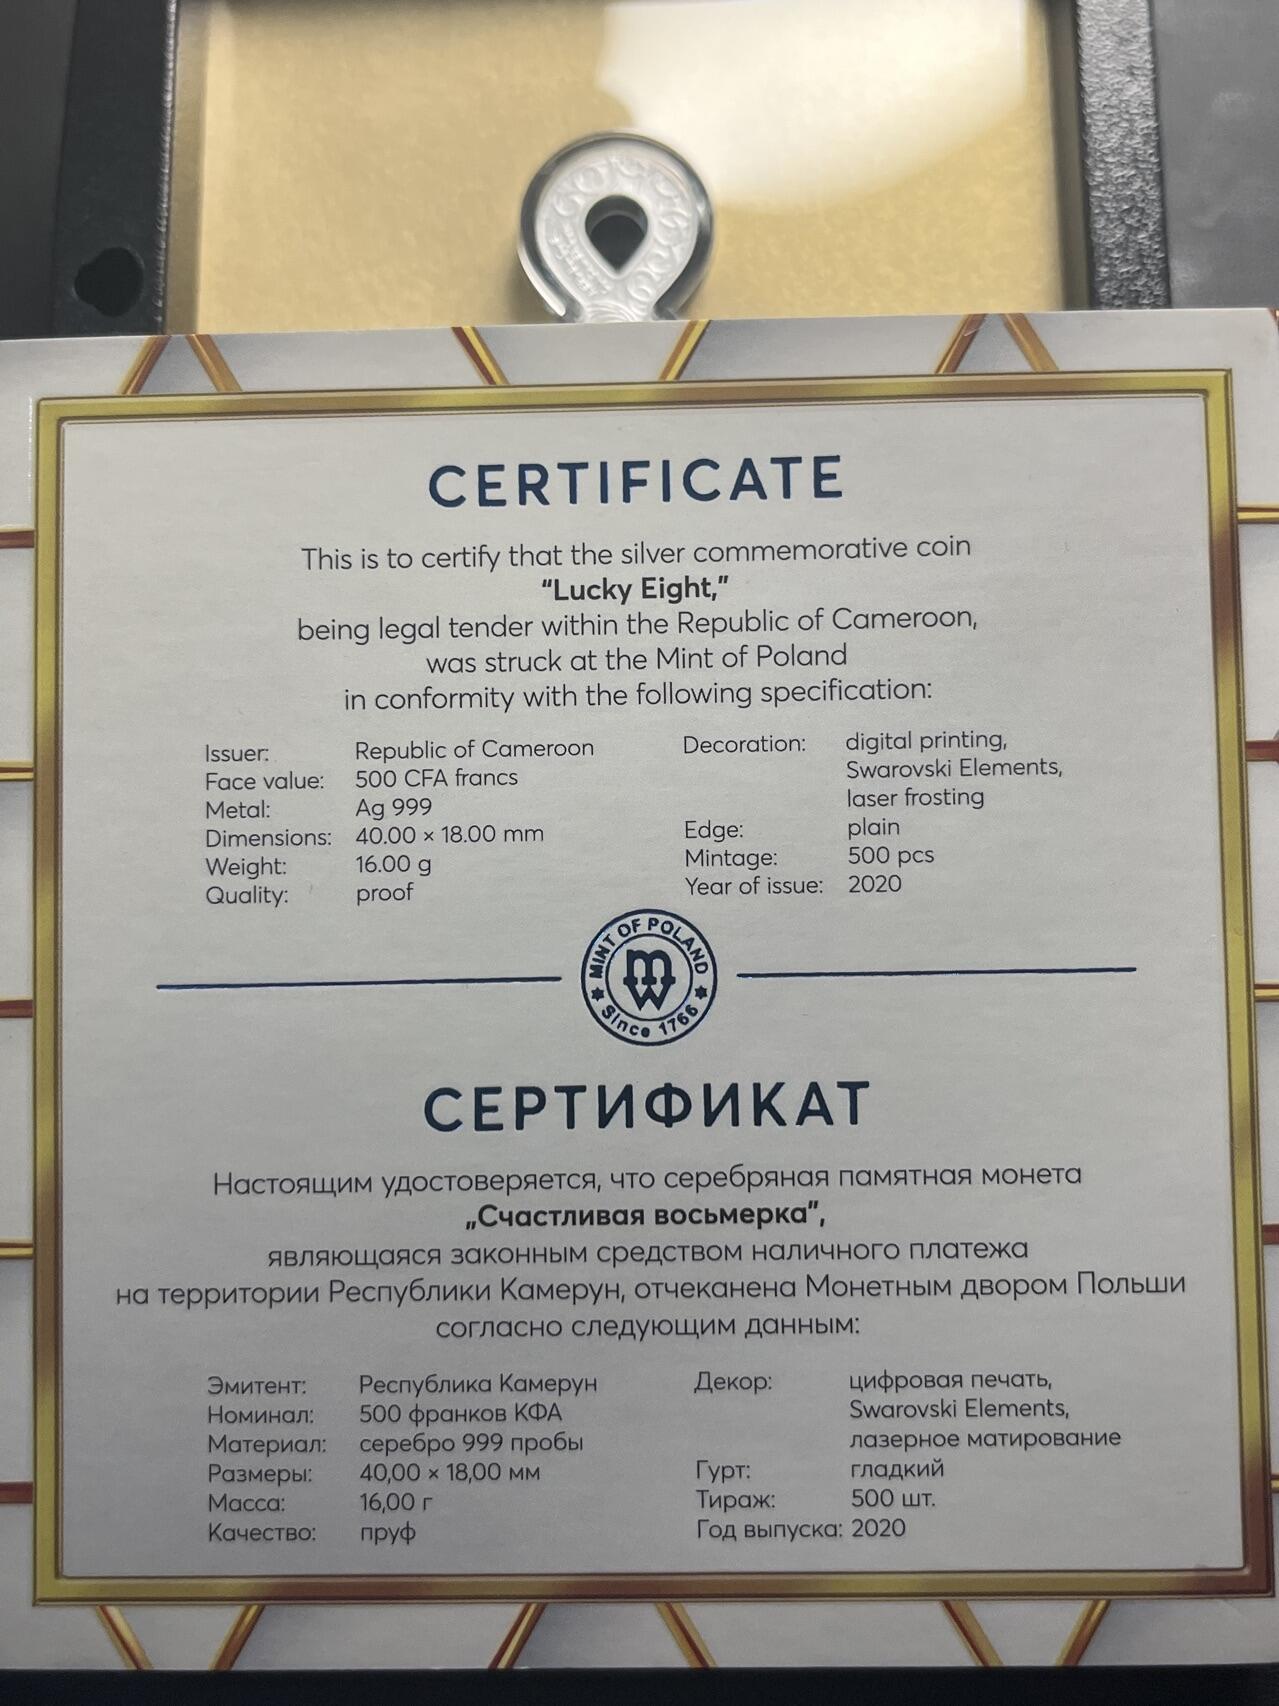 CERTIFICATE
This is to certify that the silver commemorative coin
“Lucky Eight,”
being legal tender within the Republic of Cameroon,
was struck at the Mint of Poland
in conformity with the following specification:
Issuer: Republic of Cameroon
Face value: 500 CFA francs
Metal: Ag 999
Dimensions: 40.00 × 18.00 mm
Weight: 16.00 g
Quality: proof
Decoration: digital printing,
Swarovski Elements,
laser frosting
Edge: plain
Mintage: 500 pcs
Year of issue: 2020
MINT OF POLAND
MW
Since 1766
СЕРТИФИКАТ
Настоящим удостоверяется, что серебряная памятная монета
„Счастливая восьмерка”,
являющаяся законным средством наличного платежа
на территории Республики Камерун, отчеканена Монетным двором Польши
согласно следующим данным:
Эмитент: Республика Камерун
Номинал: 500 франков КФА
Материал: серебро 999 пробы
Размеры: 40,00 × 18,00 мм
Масса: 16,00 г
Качество: пруф
Декор: цифровая печать,
Swarovski Elements,
лазерное матирование
Гурт: гладкий
Тираж: 500 шт.
Год выпуска: 2020